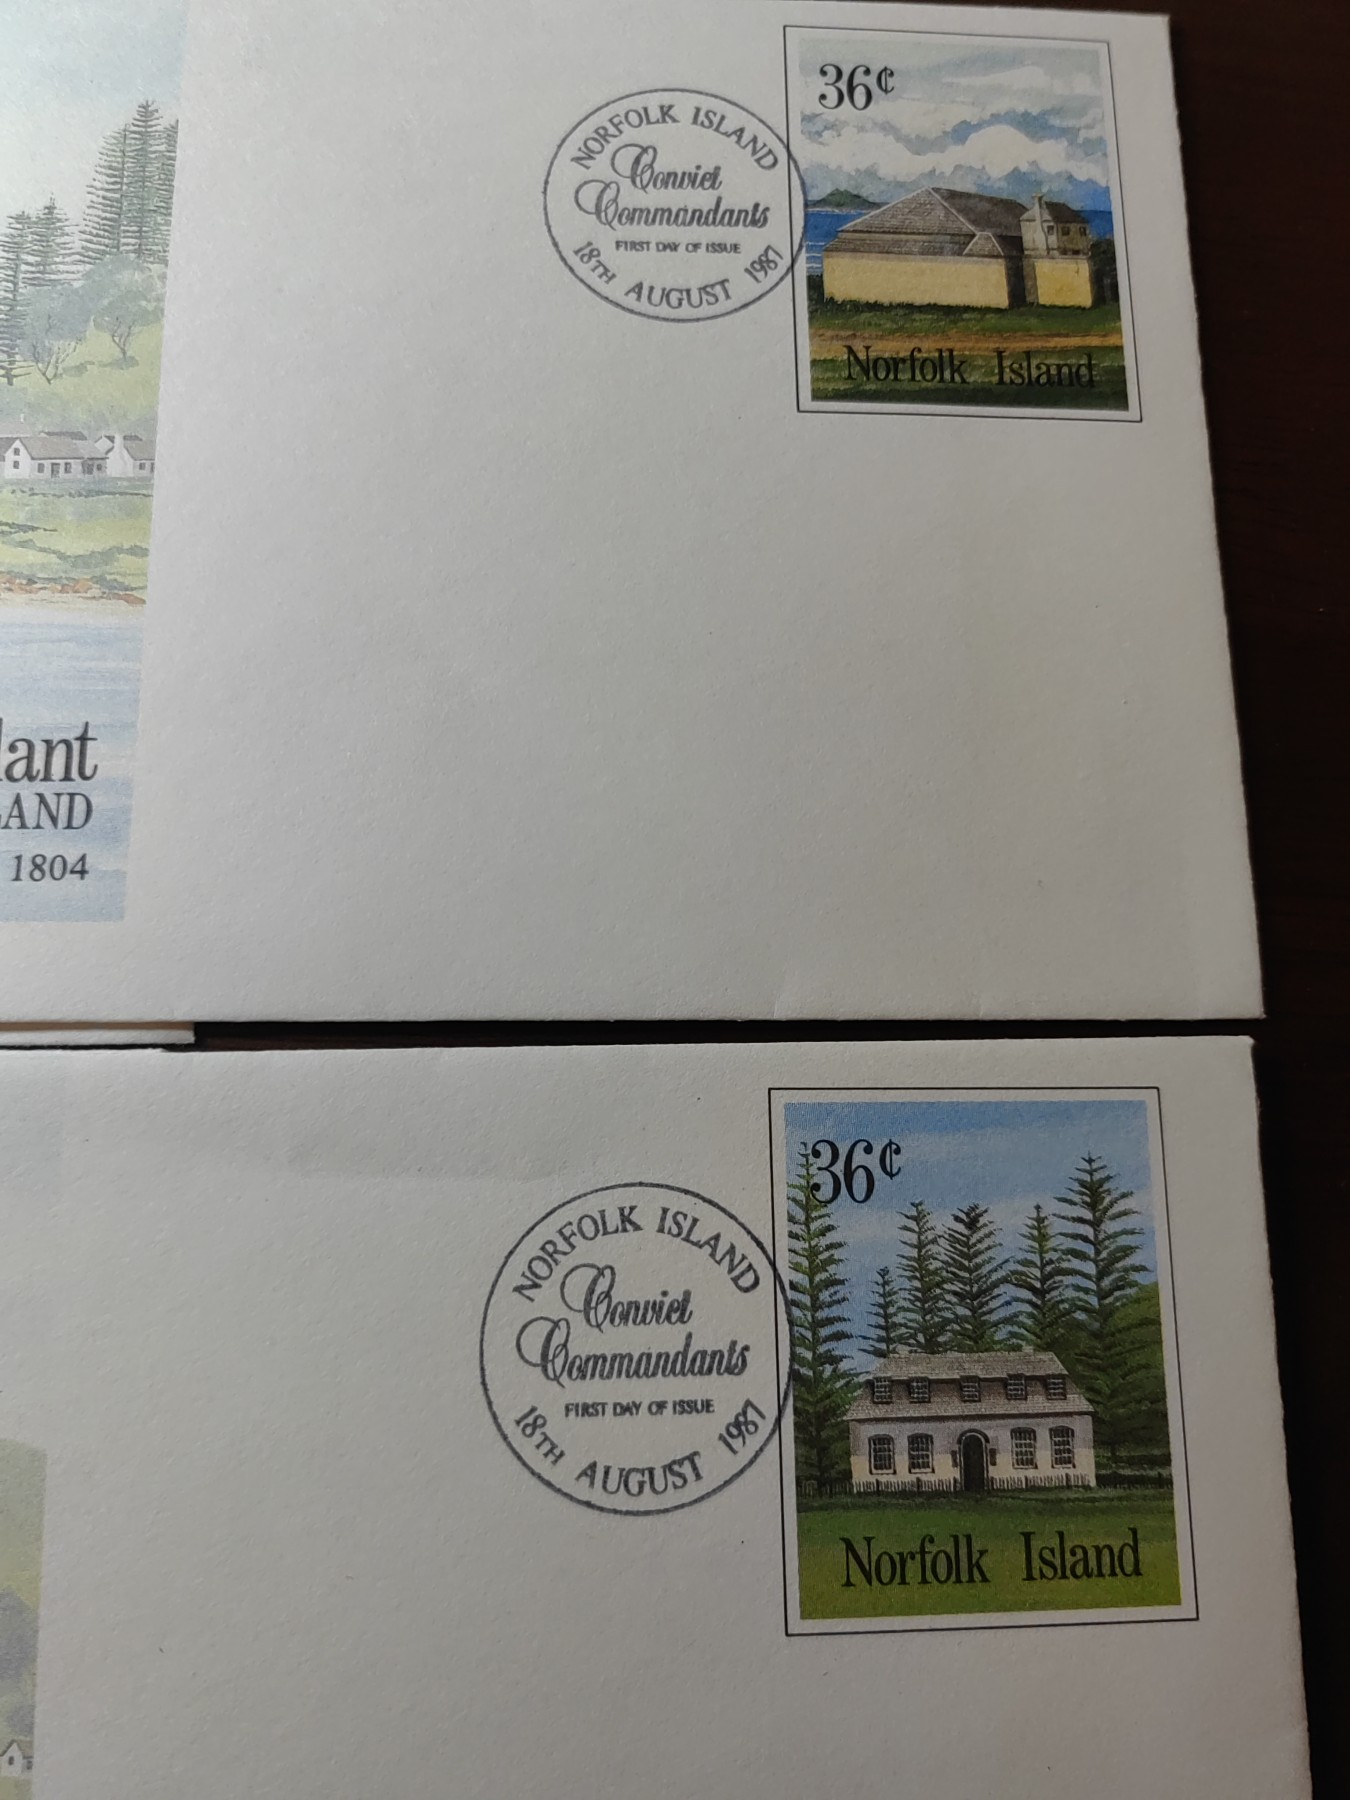 36¢
NORFOLK ISLAND
Convict
Commandants
FIRST DAY OF ISSUE
18TH AUGUST 1987
Norfolk Island
lant
LAND
1804
36¢
NORFOLK ISLAND
Convict
Commandants
FIRST DAY OF ISSUE
18TH AUGUST 1987
Norfolk Island